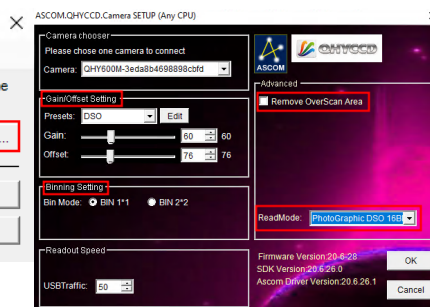 ASCOM.QHYCCD.Camera SETUP (Any CPU)
Camera chooser
Please chose one camera to connect
Camera: QHY600M-3eda8b4698898cbfd
ASCOM
QHYCCD
Gain/Offset Setting
Presets: DSO Edit
Gain: 60 60
Offset: 76 76
Advanced
Remove OverScan Area
Binning Setting
Bin Mode: BIN 1*1 BIN 2*2
ReadMode: PhotoGraphic DSO 16B
Readout Speed
USBTraffic: 50
Firmware Version:20-6-28
SDK Version:20.6.26.0
Ascom Driver Version:20.6.26.1
OK
Cancel